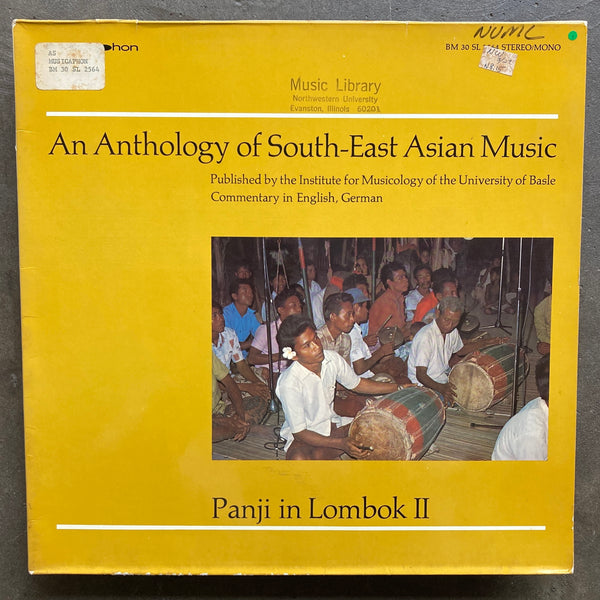 phon
AS
MUSICAPHON
BM 30 SL 2564
NUMC
BM 30 SL 2564 STEREO/MONO
Music Library
Northwestern University
Evanston, Illinois 60201
An Anthology of South-East Asian Music
Published by the Institute for Musicology of the University of Basle
Commentary in English, German
Panji in Lombok II